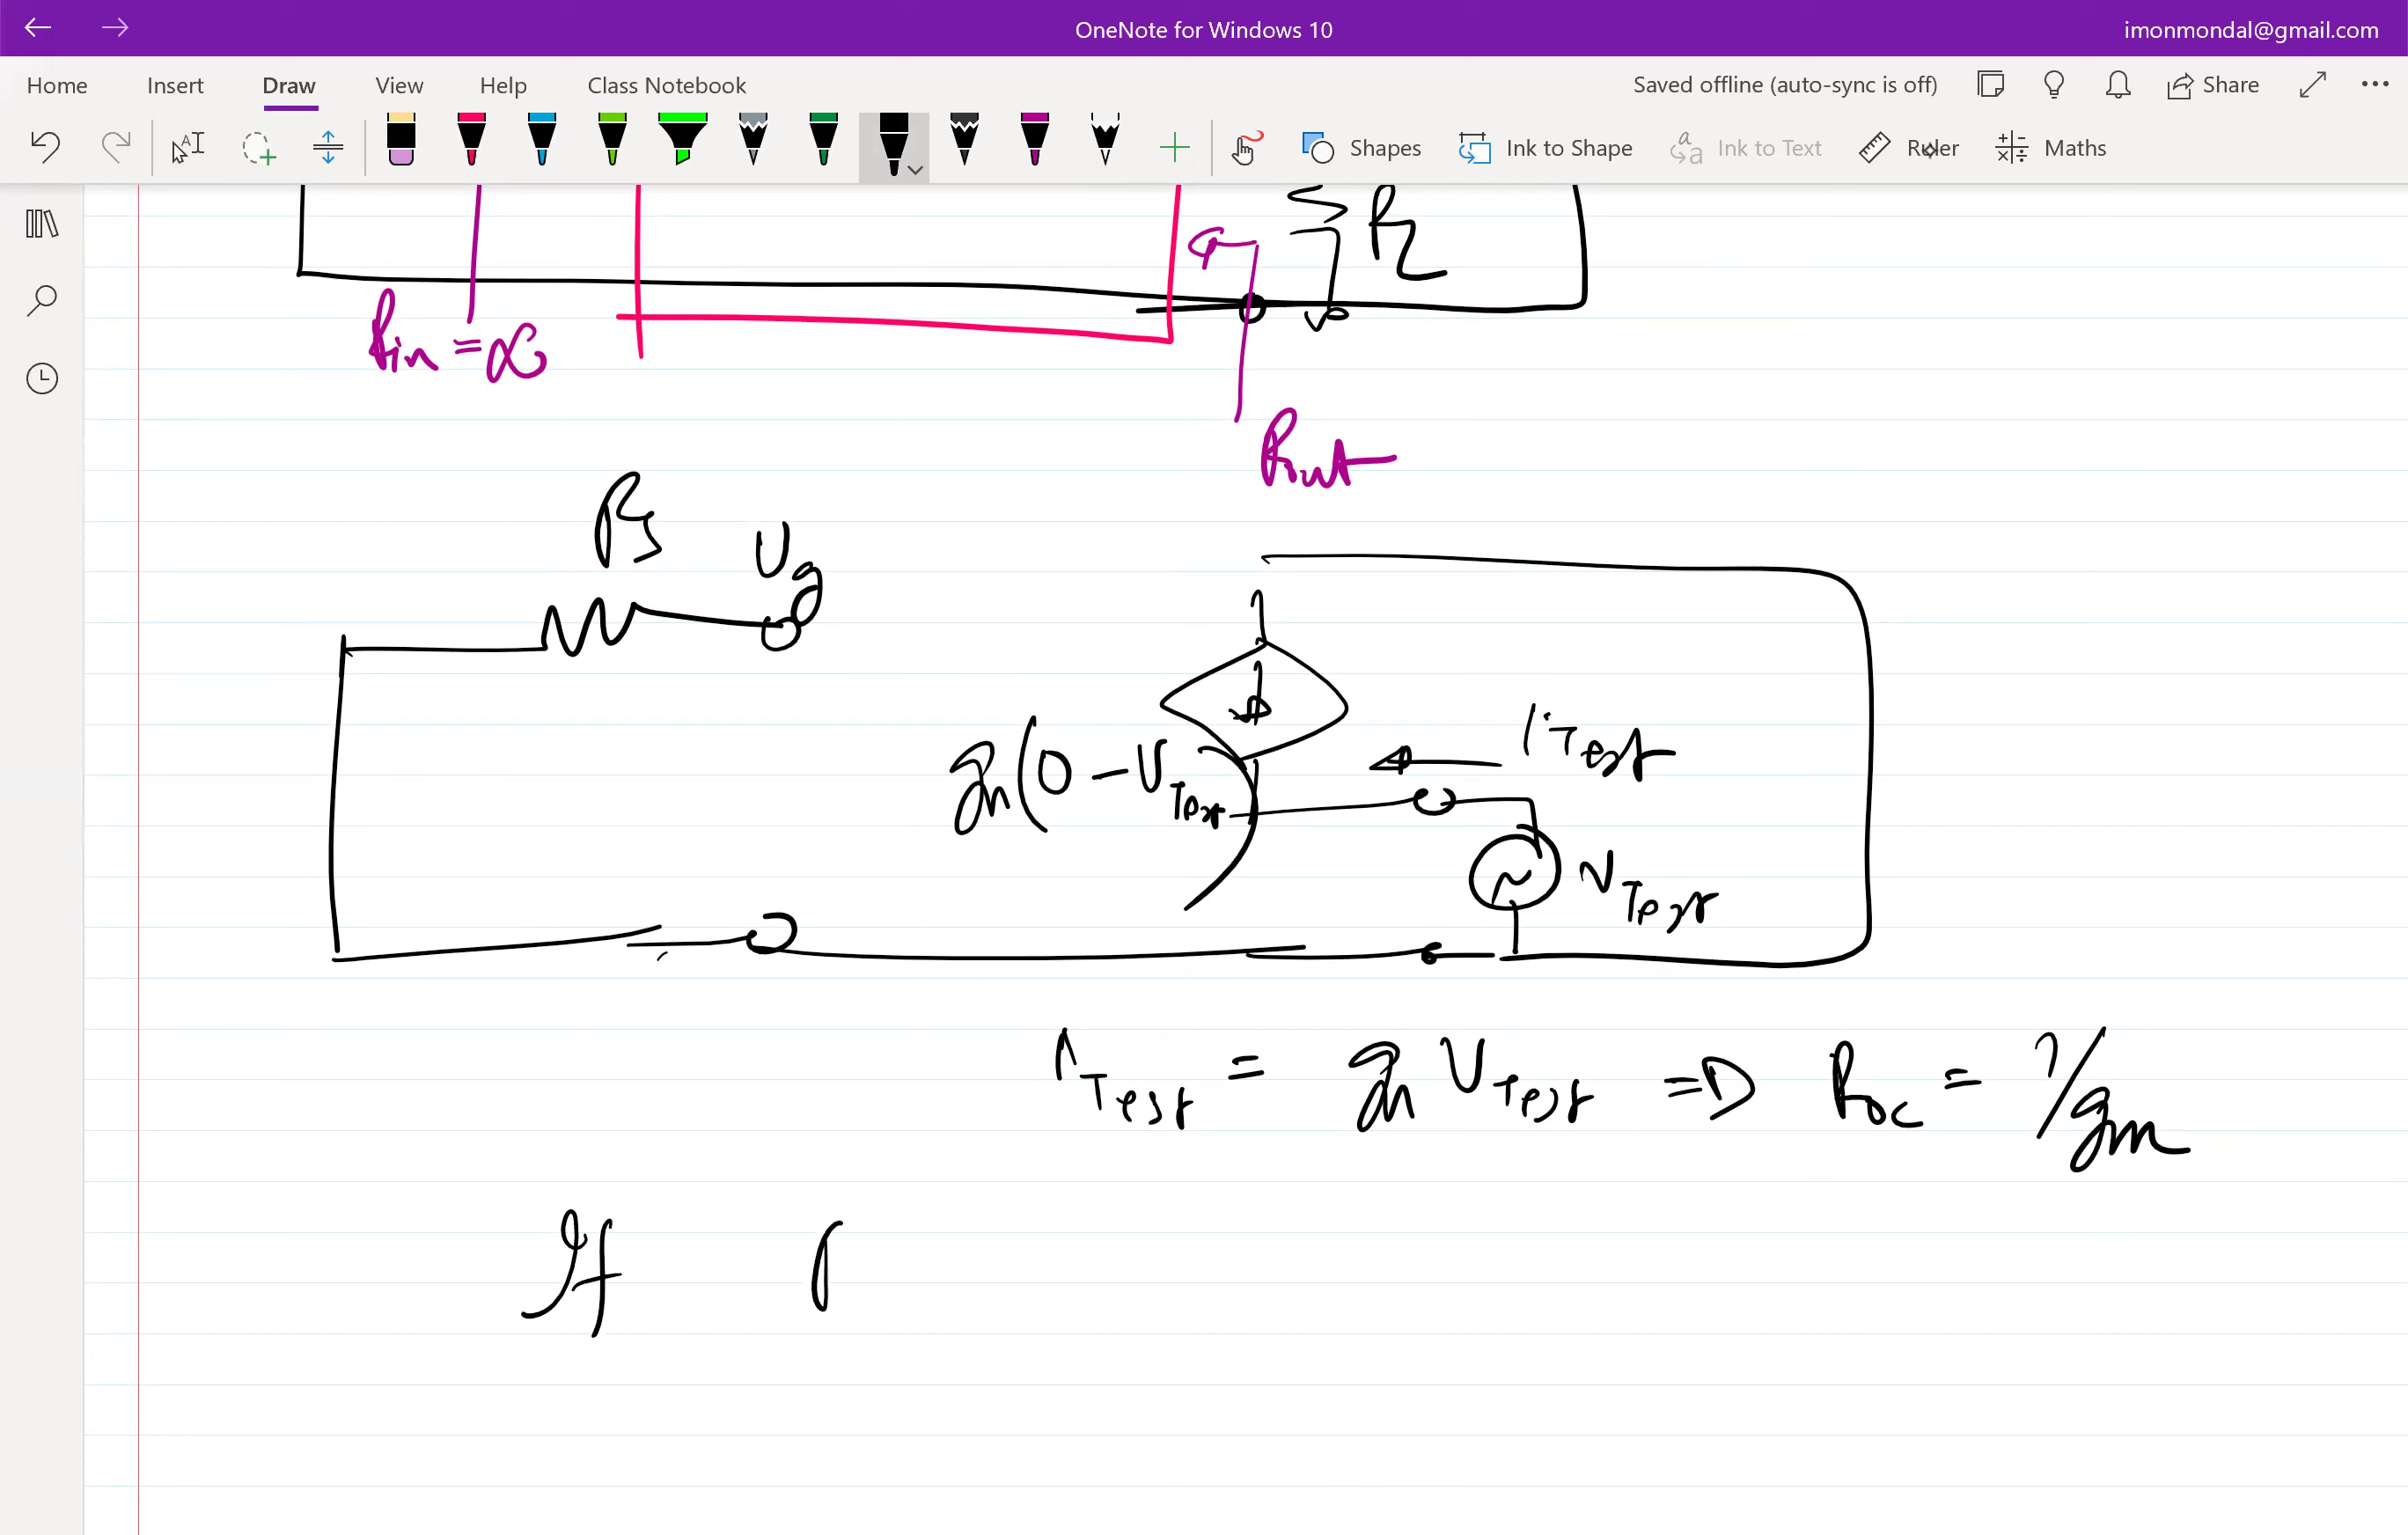 OneNote for Windows 10
imonmondal@gmail.com
Home Insert Draw View Help Class Notebook
Saved offline (auto-sync is off) Share
Shapes Ink to Shape Ink to Text Ruler Maths
RL
Rin = ∞
Rout
Rs
Vg
gm(0 - VTest)
iTest
VTest
iTest = gm VTest => Roc = 1/gm
If